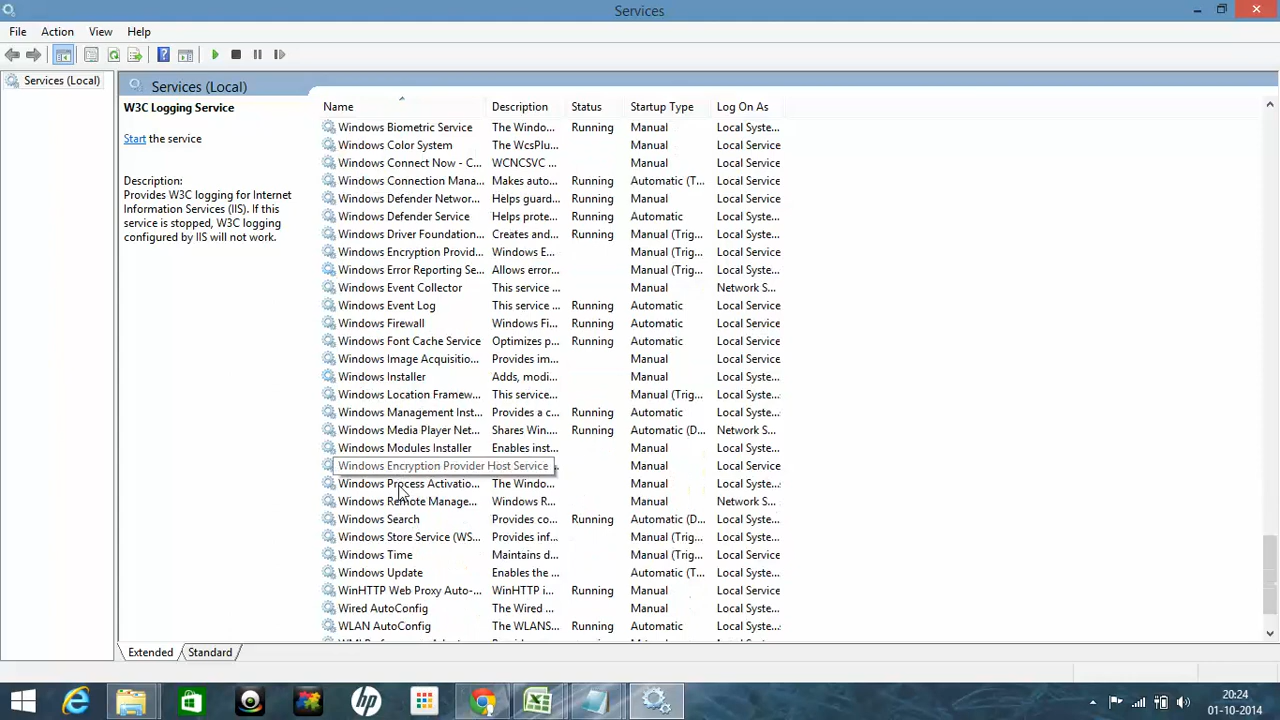 Services
File Action View Help
Services (Local)
Services (Local)
W3C Logging Service
Start the service
Description:
Provides W3C logging for Internet
Information Services (IIS). If this
service is stopped, W3C logging
configured by IIS will not work.
Name Description Status Startup Type Log On As
Windows Biometric Service The Windo... Running Manual Local Syste...
Windows Color System The WcsPlu... Manual Local Service
Windows Connect Now - C... WCNCSVC ... Manual Local Service
Windows Connection Mana... Makes auto... Running Automatic (T... Local Service
Windows Defender Networ... Helps guard... Running Manual Local Service
Windows Defender Service Helps prote... Running Automatic Local Syste...
Windows Driver Foundation... Creates and... Running Manual (Trig... Local Syste...
Windows Encryption Provid... Windows E... Manual (Trig... Local Service
Windows Error Reporting Se... Allows error... Manual (Trig... Local Syste...
Windows Event Collector This service ... Manual Network S...
Windows Event Log This service ... Running Automatic Local Service
Windows Firewall Windows Fi... Running Automatic Local Service
Windows Font Cache Service Optimizes p... Running Automatic Local Service
Windows Image Acquisitio... Provides im... Manual Local Service
Windows Installer Adds, modi... Manual Local Syste...
Windows Location Framew... This service... Manual (Trig... Local Syste...
Windows Management Inst... Provides a c... Running Automatic Local Syste...
Windows Media Player Net... Shares Win... Running Automatic (D... Network S...
Windows Modules Installer Enables inst... Manual Local Syste...
Windows Encryption Provider Host Service Manual Local Service
Windows Process Activatio... The Windo... Manual Local Syste...
Windows Remote Manage... Windows R... Manual Network S...
Windows Search Provides co... Running Automatic (D... Local Syste...
Windows Store Service (WS... Provides inf... Manual (Trig... Local Syste...
Windows Time Maintains d... Manual (Trig... Local Service
Windows Update Enables the ... Automatic (T... Local Syste...
WinHTTP Web Proxy Auto-... WinHTTP i... Running Manual Local Service
Wired AutoConfig The Wired ... Manual Local Syste...
WLAN AutoConfig The WLANS... Running Automatic Local Syste...
Extended Standard
20:24
01-10-2014